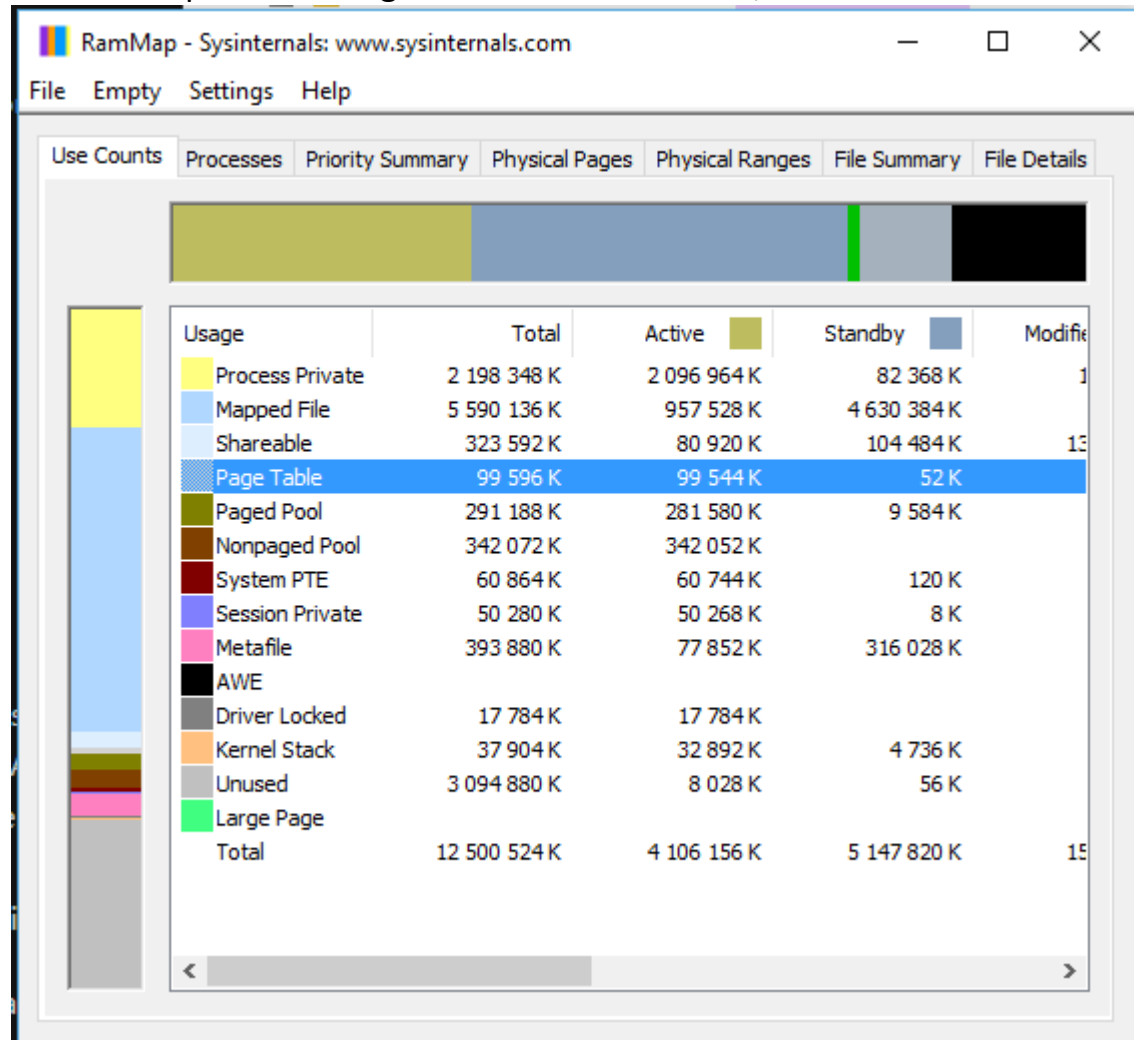 RamMap - Sysinternals: www.sysinternals.com
File Empty Settings Help
Use Counts Processes Priority Summary Physical Pages Physical Ranges File Summary File Details
Usage Total Active Standby Modifie
Process Private 2 198 348 K 2 096 964 K 82 368 K 1
Mapped File 5 590 136 K 957 528 K 4 630 384 K
Shareable 323 592 K 80 920 K 104 484 K 13
Page Table 99 596 K 99 544 K 52 K
Paged Pool 291 188 K 281 580 K 9 584 K
Nonpaged Pool 342 072 K 342 052 K
System PTE 60 864 K 60 744 K 120 K
Session Private 50 280 K 50 268 K 8 K
Metafile 393 880 K 77 852 K 316 028 K
AWE
Driver Locked 17 784 K 17 784 K
Kernel Stack 37 904 K 32 892 K 4 736 K
Unused 3 094 880 K 8 028 K 56 K
Large Page
Total 12 500 524 K 4 106 156 K 5 147 820 K 15